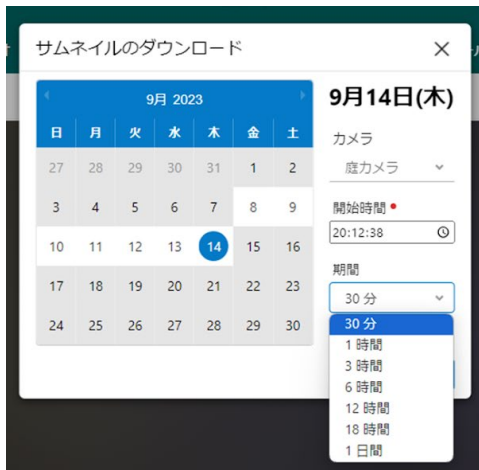 サムネイルのダウンロード
9月 2023
日 月 火 水 木 金 土
27 28 29 30 31 1 2
3 4 5 6 7 8 9
10 11 12 13 14 15 16
17 18 19 20 21 22 23
24 25 26 27 28 29 30
9月14日(木)
カメラ
庭カメラ
開始時間
20:12:38
期間
30 分
30 分
1 時間
3 時間
6 時間
12 時間
18 時間
1 日間